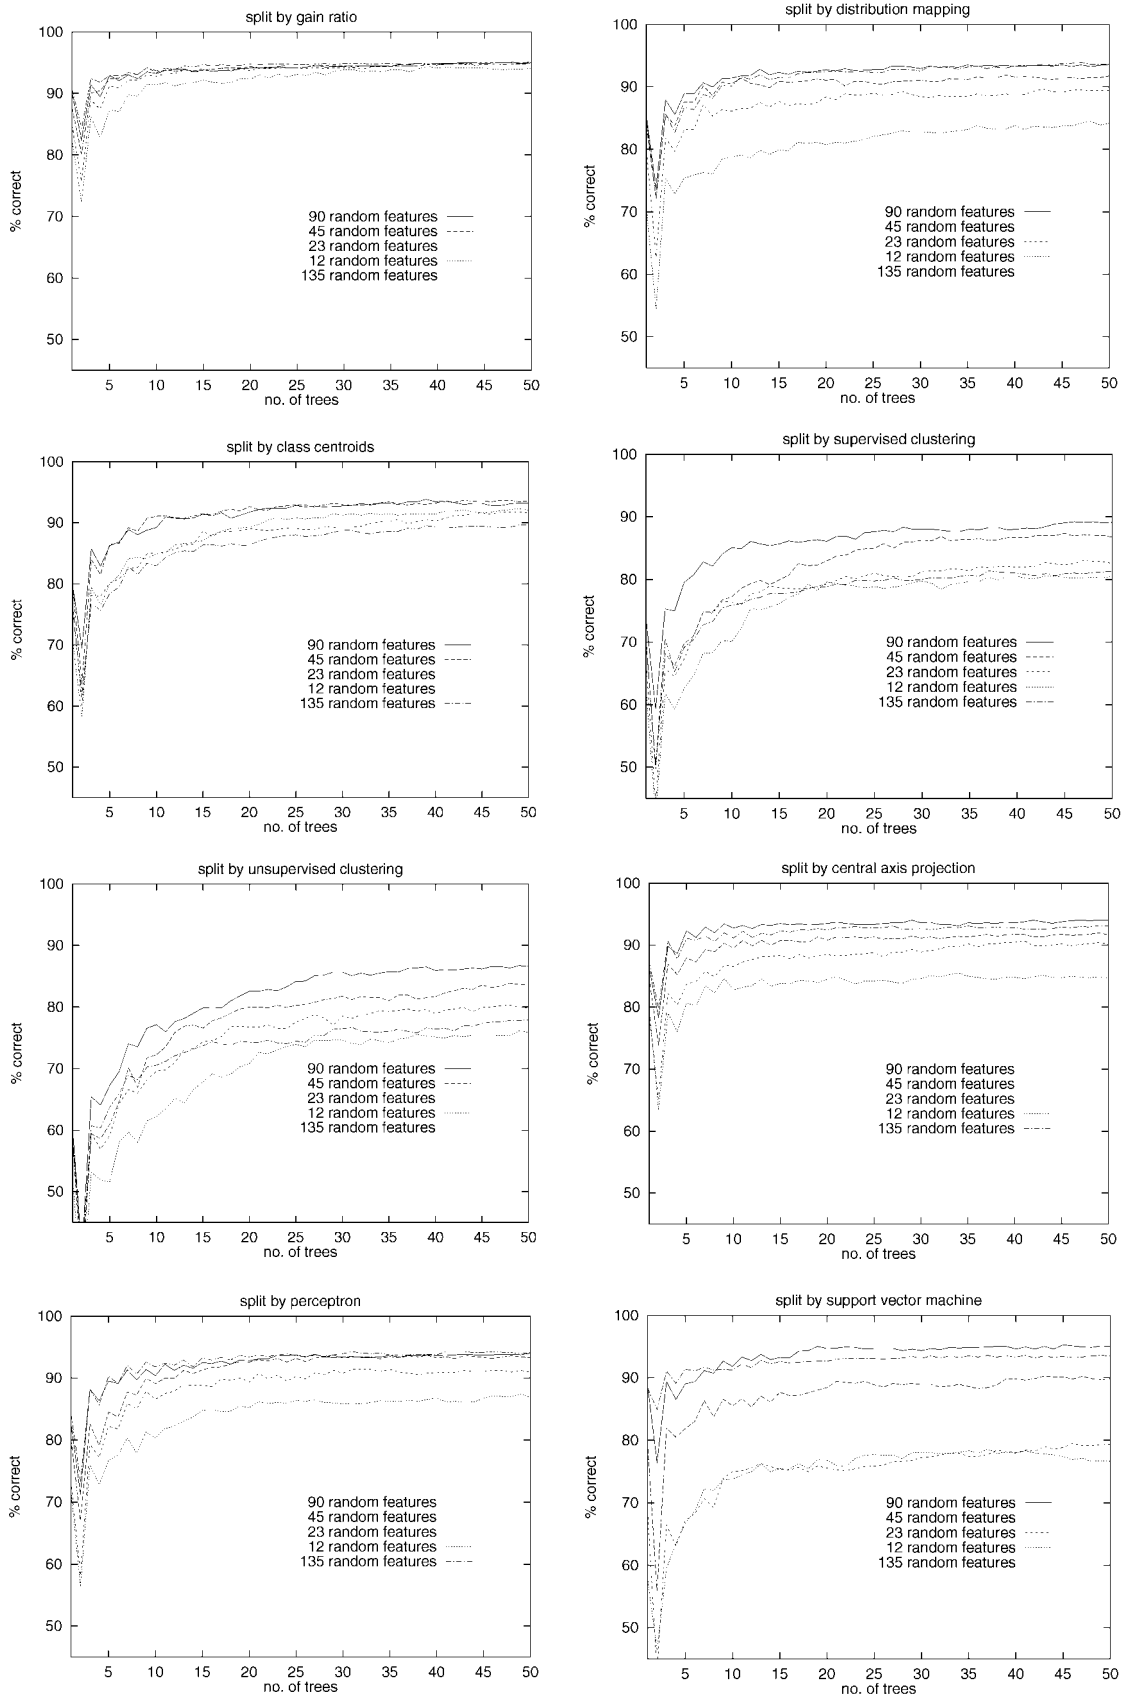 split by gain ratio
100
90
80
70
60
50
% correct
90 random features
45 random features
23 random features
12 random features
135 random features
5 10 15 20 25 30 35 40 45 50
no. of trees
split by distribution mapping
100
90
80
70
60
50
% correct
90 random features
45 random features
23 random features
12 random features
135 random features
5 10 15 20 25 30 35 40 45 50
no. of trees
split by class centroids
100
90
80
70
60
50
% correct
90 random features
45 random features
23 random features
12 random features
135 random features
5 10 15 20 25 30 35 40 45 50
no. of trees
split by supervised clustering
100
90
80
70
60
50
% correct
90 random features
45 random features
23 random features
12 random features
135 random features
5 10 15 20 25 30 35 40 45 50
no. of trees
split by unsupervised clustering
100
90
80
70
60
50
% correct
90 random features
45 random features
23 random features
12 random features
135 random features
5 10 15 20 25 30 35 40 45 50
no. of trees
split by central axis projection
100
90
80
70
60
50
% correct
90 random features
45 random features
23 random features
12 random features
135 random features
5 10 15 20 25 30 35 40 45 50
no. of trees
split by perceptron
100
90
80
70
60
50
% correct
90 random features
45 random features
23 random features
12 random features
135 random features
5 10 15 20 25 30 35 40 45 50
no. of trees
split by support vector machine
100
90
80
70
60
50
% correct
90 random features
45 random features
23 random features
12 random features
135 random features
5 10 15 20 25 30 35 40 45 50
no. of trees